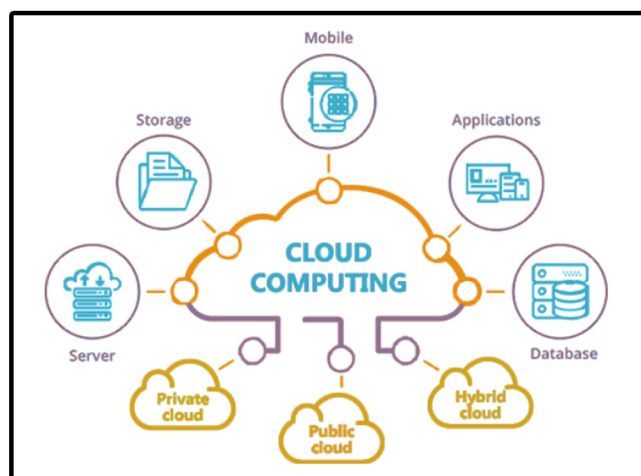 Mobile
Storage
Applications
CLOUD
COMPUTING
Server
Database
Private
cloud
Public
cloud
Hybrid
cloud